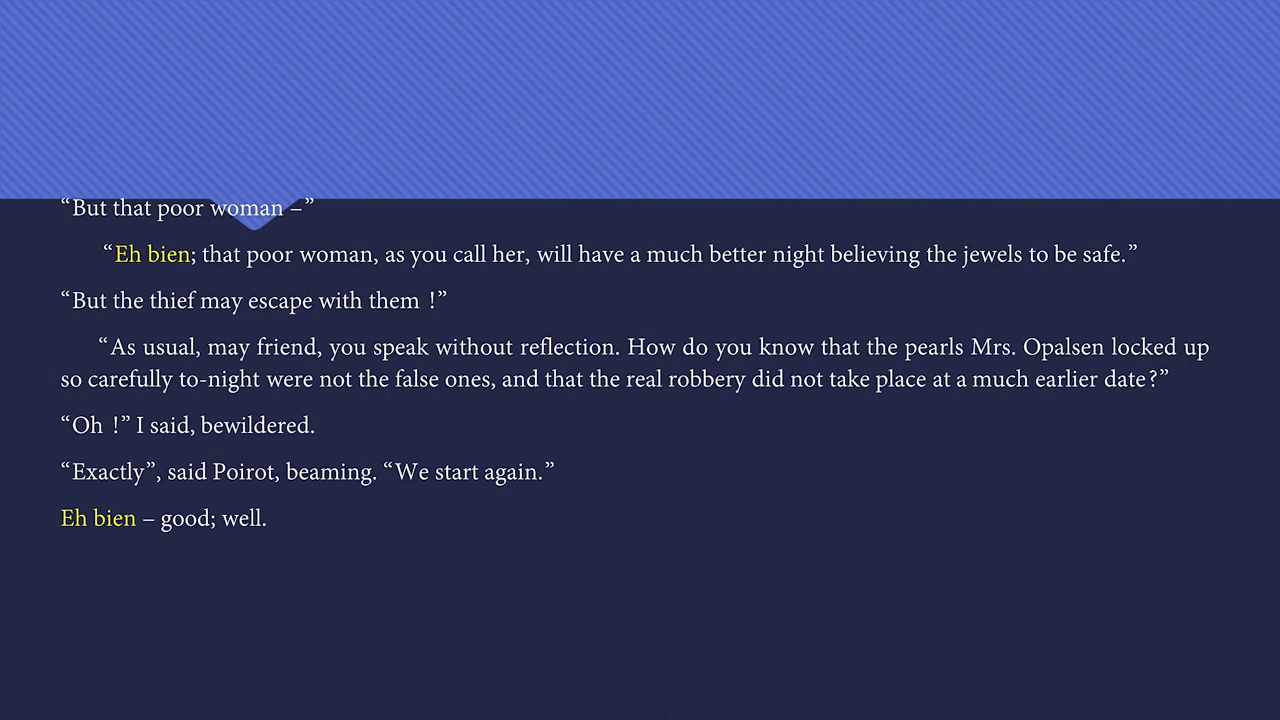 “But that poor woman –”
“Eh bien; that poor woman, as you call her, will have a much better night believing the jewels to be safe.”
“But the thief may escape with them !”
“As usual, may friend, you speak without reflection. How do you know that the pearls Mrs. Opalsen locked up
so carefully to-night were not the false ones, and that the real robbery did not take place at a much earlier date?”
“Oh !” I said, bewildered.
“Exactly”, said Poirot, beaming. “We start again.”
Eh bien – good; well.